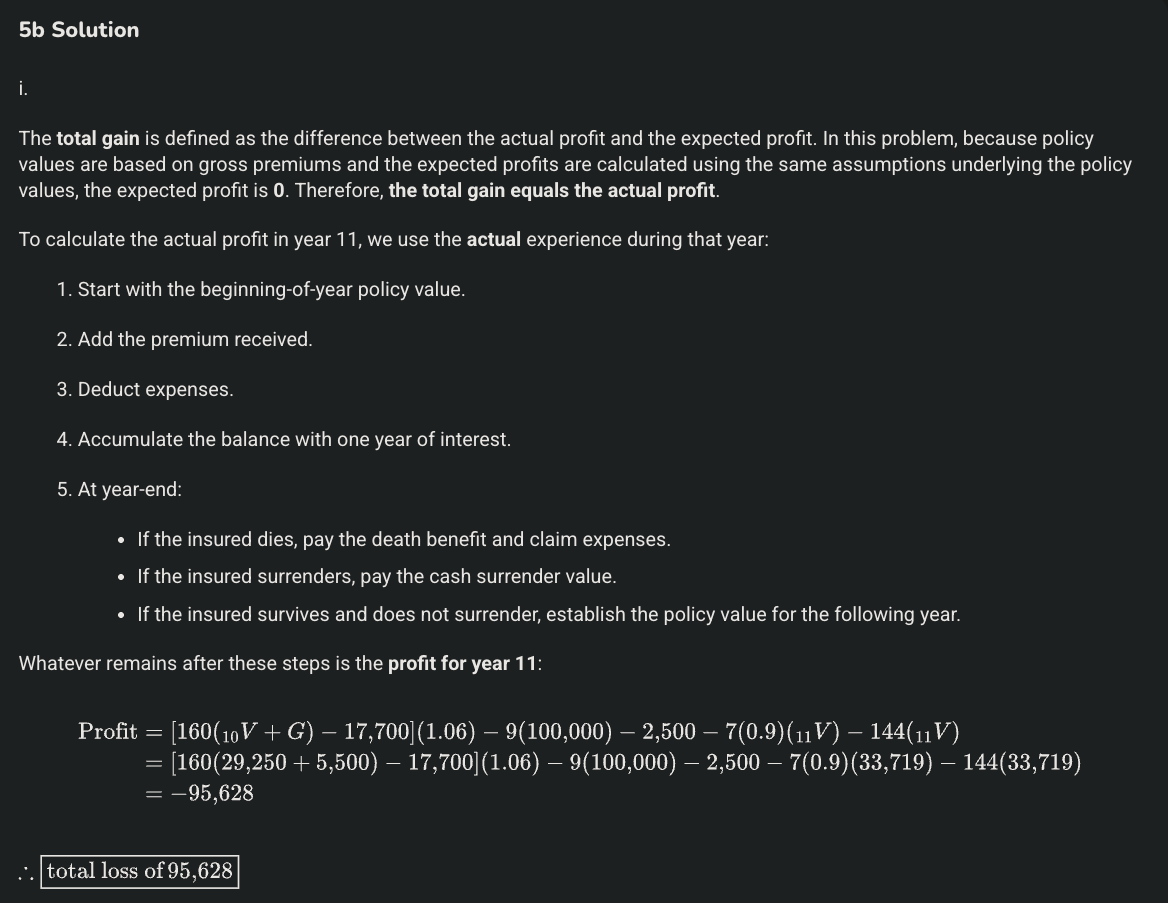 5b Solution
i.
The total gain is defined as the difference between the actual profit and the expected profit. In this problem, because policy
values are based on gross premiums and the expected profits are calculated using the same assumptions underlying the policy
values, the expected profit is 0. Therefore, the total gain equals the actual profit.
To calculate the actual profit in year 11, we use the actual experience during that year:
1. Start with the beginning-of-year policy value.
2. Add the premium received.
3. Deduct expenses.
4. Accumulate the balance with one year of interest.
5. At year-end:
• If the insured dies, pay the death benefit and claim expenses.
• If the insured surrenders, pay the cash surrender value.
• If the insured survives and does not surrender, establish the policy value for the following year.
Whatever remains after these steps is the profit for year 11:
Profit = [160(₁₀V + G) − 17,700](1.06) − 9(100,000) − 2,500 − 7(0.9)(₁₁V) − 144(₁₁V)
= [160(29,250 + 5,500) − 17,700](1.06) − 9(100,000) − 2,500 − 7(0.9)(33,719) − 144(33,719)
= −95,628
∴ total loss of 95,628